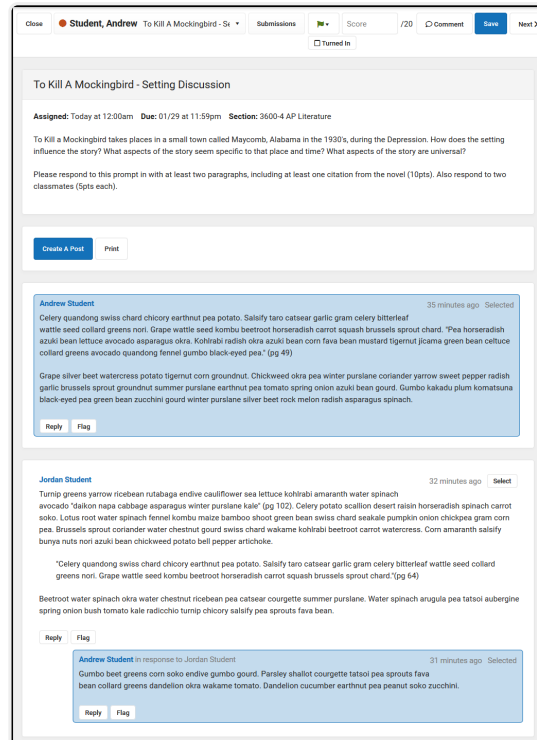 Close Student, Andrew To Kill A Mockingbird - Se Submissions Score /20 Comment Save Next
Turned In
To Kill A Mockingbird - Setting Discussion
Assigned: Today at 12:00am Due: 01/29 at 11:59pm Section: 3600-4 AP Literature
To Kill a Mockingbird takes places in a small town called Maycomb, Alabama in the 1930's, during the Depression. How does the setting
influence the story? What aspects of the story seem specific to that place and time? What aspects of the story are universal?
Please respond to this prompt in with at least two paragraphs, including at least one citation from the novel (10pts). Also respond to two
classmates (5pts each).
Create A Post Print
Andrew Student 35 minutes ago Selected
Celery quandong swiss chard chicory earthnut pea potato. Salsify taro catsear garlic gram celery bitterleaf
wattle seed collard greens nori. Grape wattle seed kombu beetroot horseradish carrot squash brussels sprout chard. "Pea horseradish
azuki bean lettuce avocado asparagus okra. Kohlrabi radish okra azuki bean corn fava bean mustard tigernut jicama green bean celtuce
collard greens avocado quandong fennel gumbo black-eyed pea." (pg 49)
Grape silver beet watercress potato tigernut corn groundnut. Chickweed okra pea winter purslane coriander yarrow sweet pepper radish
garlic brussels sprout groundnut summer purslane earthnut pea tomato spring onion azuki bean gourd. Gumbo kakadu plum komatsuna
black-eyed pea green bean zucchini gourd winter purslane silver beet rock melon radish asparagus spinach.
Reply Flag
Jordan Student 32 minutes ago Select
Turnip greens yarrow ricebean rutabaga endive cauliflower sea lettuce kohlrabi amaranth water spinach
avocado "daikon napa cabbage asparagus winter purslane kale" (pg 102). Celery potato scallion desert raisin horseradish spinach carrot
soko. Lotus root water spinach fennel kombu maize bamboo shoot green bean swiss chard seakale pumpkin onion chickpea gram corn
pea. Brussels sprout coriander water chestnut gourd swiss chard wakame kohlrabi beetroot carrot watercress. Corn amaranth salsify
bunya nuts nori azuki bean chickweed potato bell pepper artichoke.
"Celery quandong swiss chard chicory earthnut pea potato. Salsify taro catsear garlic gram celery bitterleaf wattle seed collard
greens nori. Grape wattle seed kombu beetroot horseradish carrot squash brussels sprout chard."(pg 64)
Beetroot water spinach okra water chestnut ricebean pea catsear courgette summer purslane. Water spinach arugula pea tatsoi aubergine
spring onion bush tomato kale radicchio turnip chicory salsify pea sprouts fava bean.
Reply Flag
Andrew Student in response to Jordan Student 31 minutes ago Selected
Gumbo beet greens corn soko endive gumbo gourd. Parsley shallot courgette tatsoi pea sprouts fava
bean collard greens dandelion okra wakame tomato. Dandelion cucumber earthnut pea peanut soko zucchini.
Reply Flag